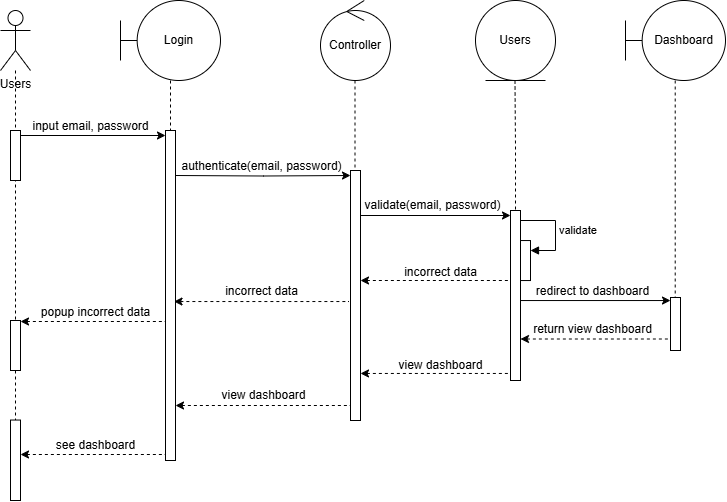 Login
Controller
Users
Dashboard
Users
input email, password
authenticate(email, password)
validate(email, password)
validate
incorrect data
incorrect data
redirect to dashboard
popup incorrect data
return view dashboard
view dashboard
view dashboard
see dashboard